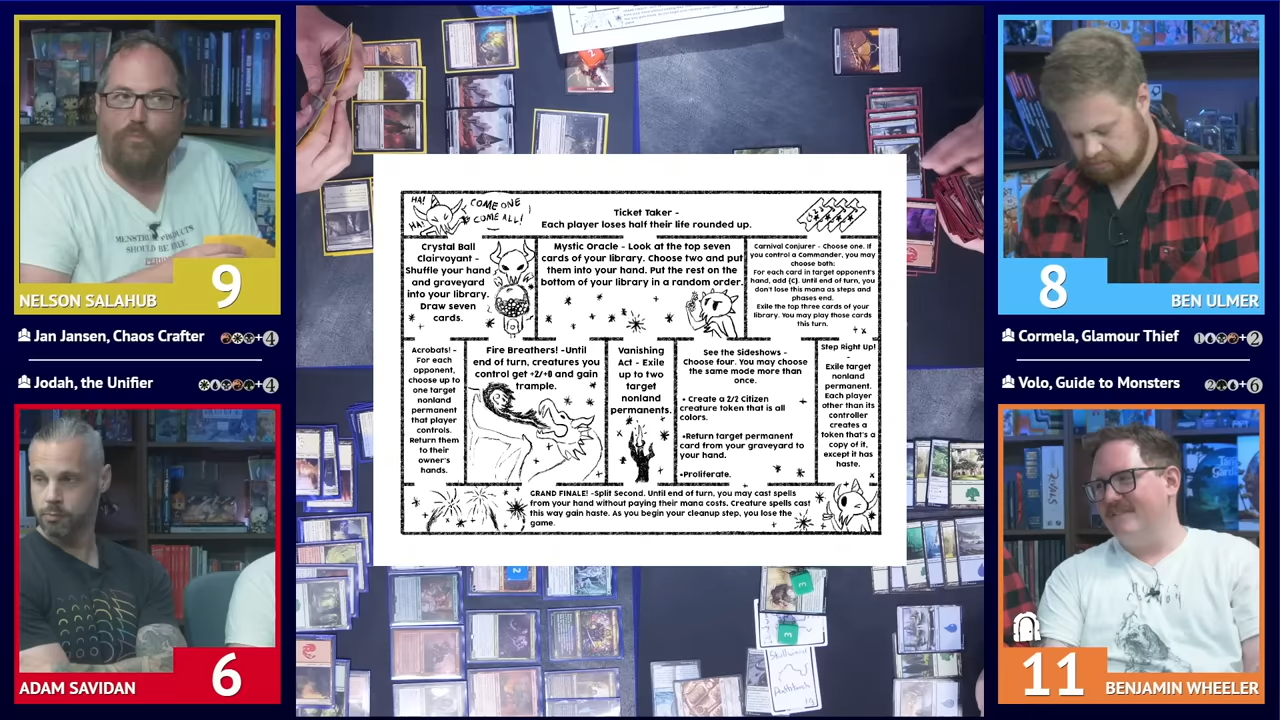 HA!
HA!
COME ONE
COME ALL!
Ticket Taker -
Each player loses half their life rounded up.
Crystal Ball
Clairvoyant -
Shuffle your hand
and graveyard
into your library.
Draw seven
cards.
Mystic Oracle - Look at the top seven
cards of your library. Choose two and put
them into your hand. Put the rest on the
bottom of your library in a random order.
Carnival Conjurer - Choose one. If
you control a Commander, you may
choose both:
For each card in target opponent's
hand, add {C}. Until end of turn, you
don't lose this mana as steps and
phases end.
Exile the top three cards of your
library. You may play those cards
this turn.
Acrobats! -
For each
opponent,
choose up to
one target
nonland
permanent
that player
controls.
Return them
to their
owner's
hands.
Fire Breathers! -Until
end of turn, creatures you
control get +2/+0 and gain
trample.
Vanishing
Act - Exile
up to two
target
nonland
permanents.
See the Sideshows -
Choose four. You may choose
the same mode more than
once.
• Create a 2/2 Citizen
creature token that is all
colors.
•Return target permanent
card from your graveyard to
your hand.
•Proliferate.
Step Right Up!
-
Exile target
nonland
permanent.
Each player
other than its
controller
creates a
token that's a
copy of it,
except it has
haste.
GRAND FINALE! -Split Second. Until end of turn, you may cast spells
from your hand without paying their mana costs. Creature spells cast
this way gain haste. As you begin your cleanup step, you lose the
game.
MENSTRUAL PRODUCTS
SHOULD BE FREE
NELSON SALAHUB
9
Jan Jansen, Chaos Crafter
+4
Jodah, the Unifier
+4
ADAM SAVIDAN
6
8
BEN ULMER
Cormela, Glamour Thief
1 +2
Volo, Guide to Monsters
2 +6
11
BENJAMIN WHEELER
2
3
3